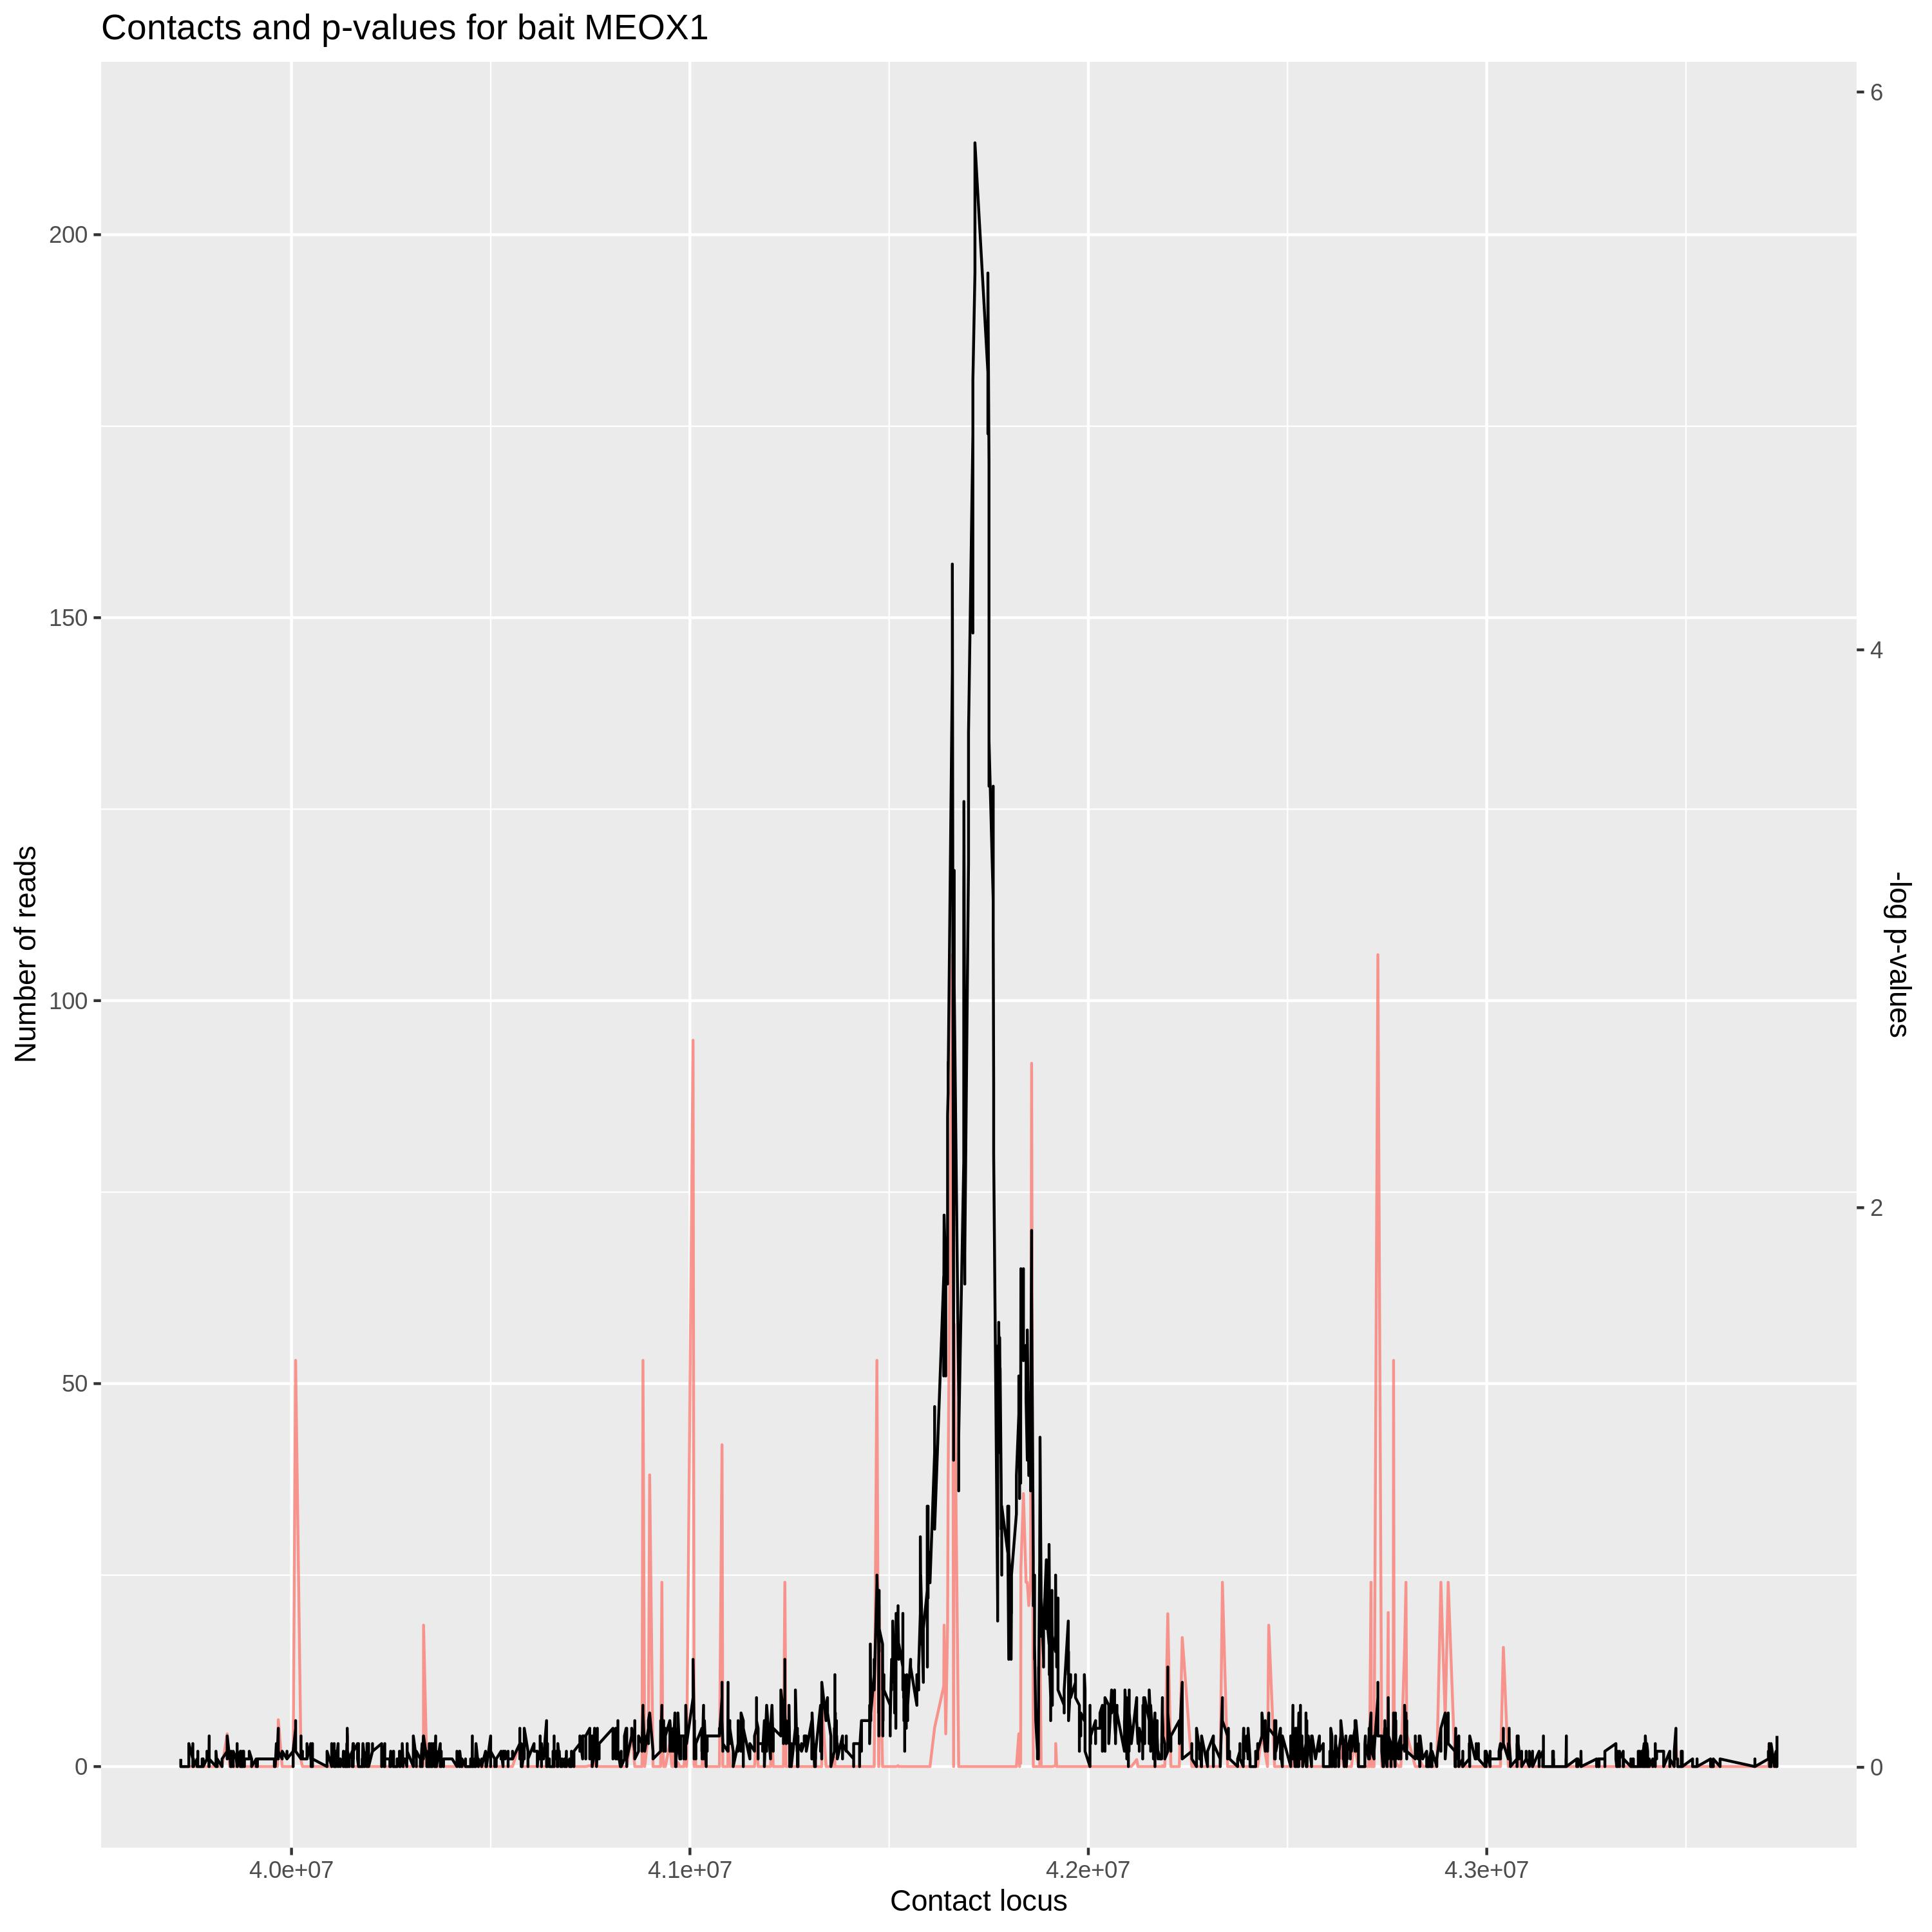 Contacts and p-values for bait MEOX1
Number of reads
200
150
100
50
0
6
4
2
0
-log p-values
4.0e+07
4.1e+07
4.2e+07
4.3e+07
Contact locus